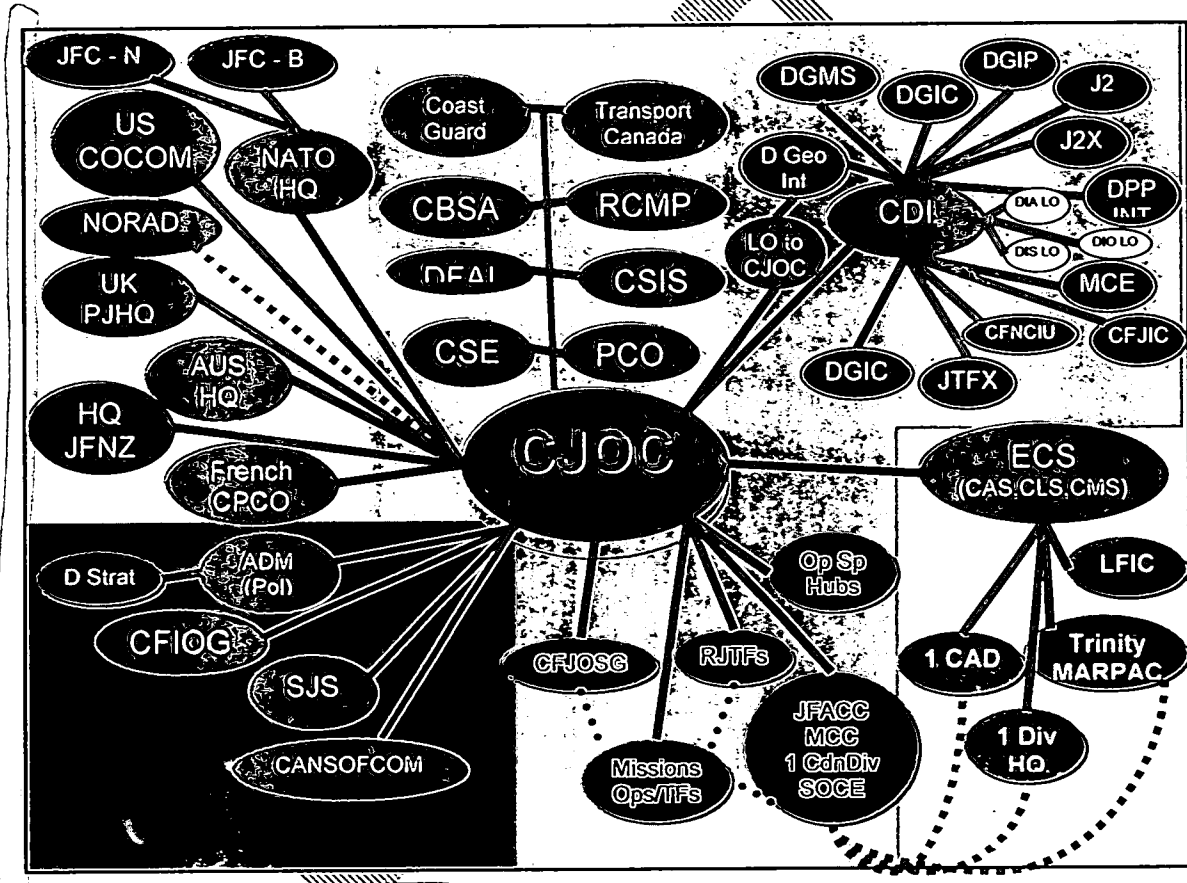 JFC - N
JFC - B
US
COCOM
NATO
HQ
NORAD
UK
PJHQ
AUS
HQ
HQ
JFNZ
French
CPCO
Coast
Guard
Transport
Canada
CBSA
RCMP
CSIS
CSE
PCO
DGMS
DGIC
DGIP
J2
J2X
D Geo
Int
CDI
DIA LO
DPP
INT
LO to
CJOC
DIS LO
DIO LO
MCE
CFNCIU
CFJIC
DGIC
JTFX
CJOC
ECS
(CAS,CLS,CMS)
D Strat
ADM
(Pol)
CFIOG
SJS
CANSOFCOM
Op Sp
Hubs
CFJOSG
RJTFs
Missions
Ops/TFs
JFACC
MCC
1 CdnDiv
SOCE
LFIC
1 CAD
Trinity
MARPAC
1 Div
HQ